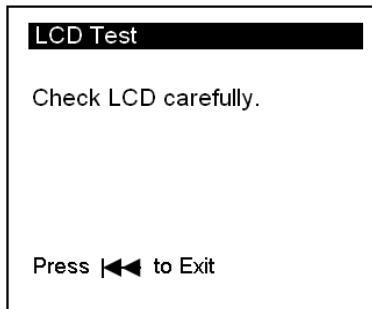 LCD Test
Check LCD carefully.
Press |◀◀ to Exit